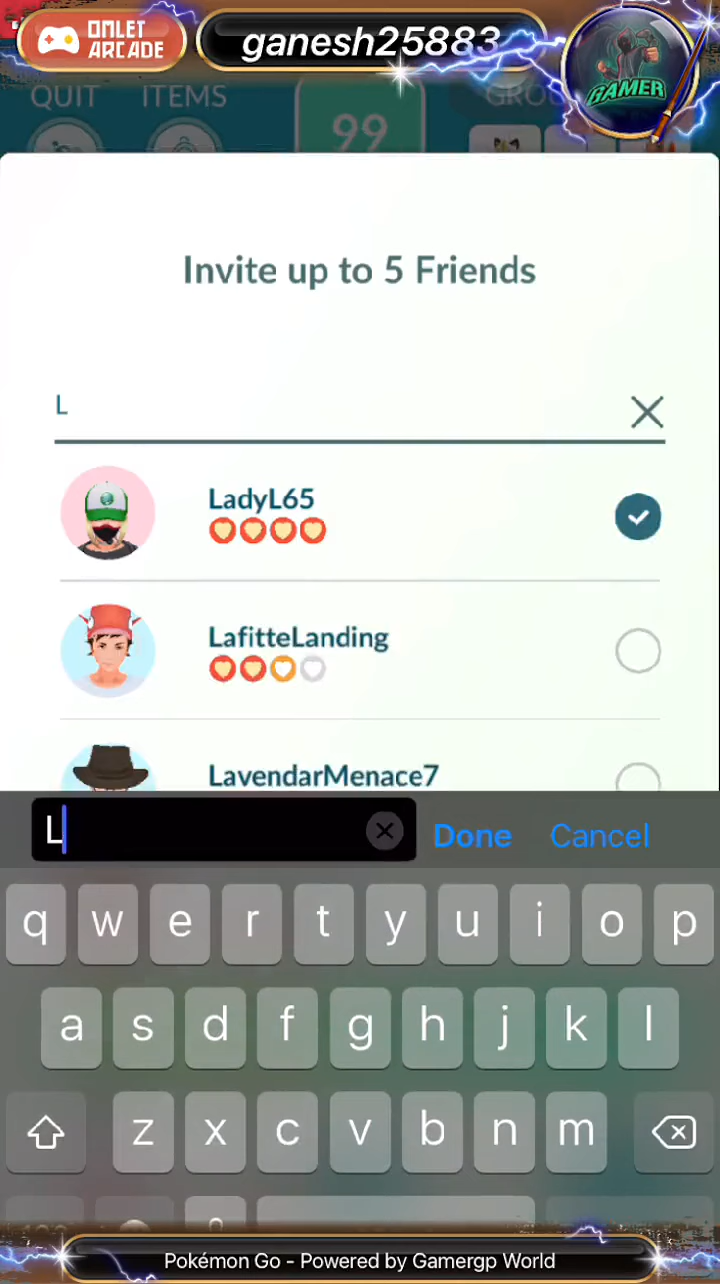 OMLET
ARCADE
ganesh25883
GAMER
QUIT ITEMS
99
Invite up to 5 Friends
L
LadyL65
LafitteLanding
LavendarMenace7
L
Done Cancel
q w e r t y u i o p
a s d f g h j k l
z x c v b n m
Pokémon Go - Powered by Gamergp World